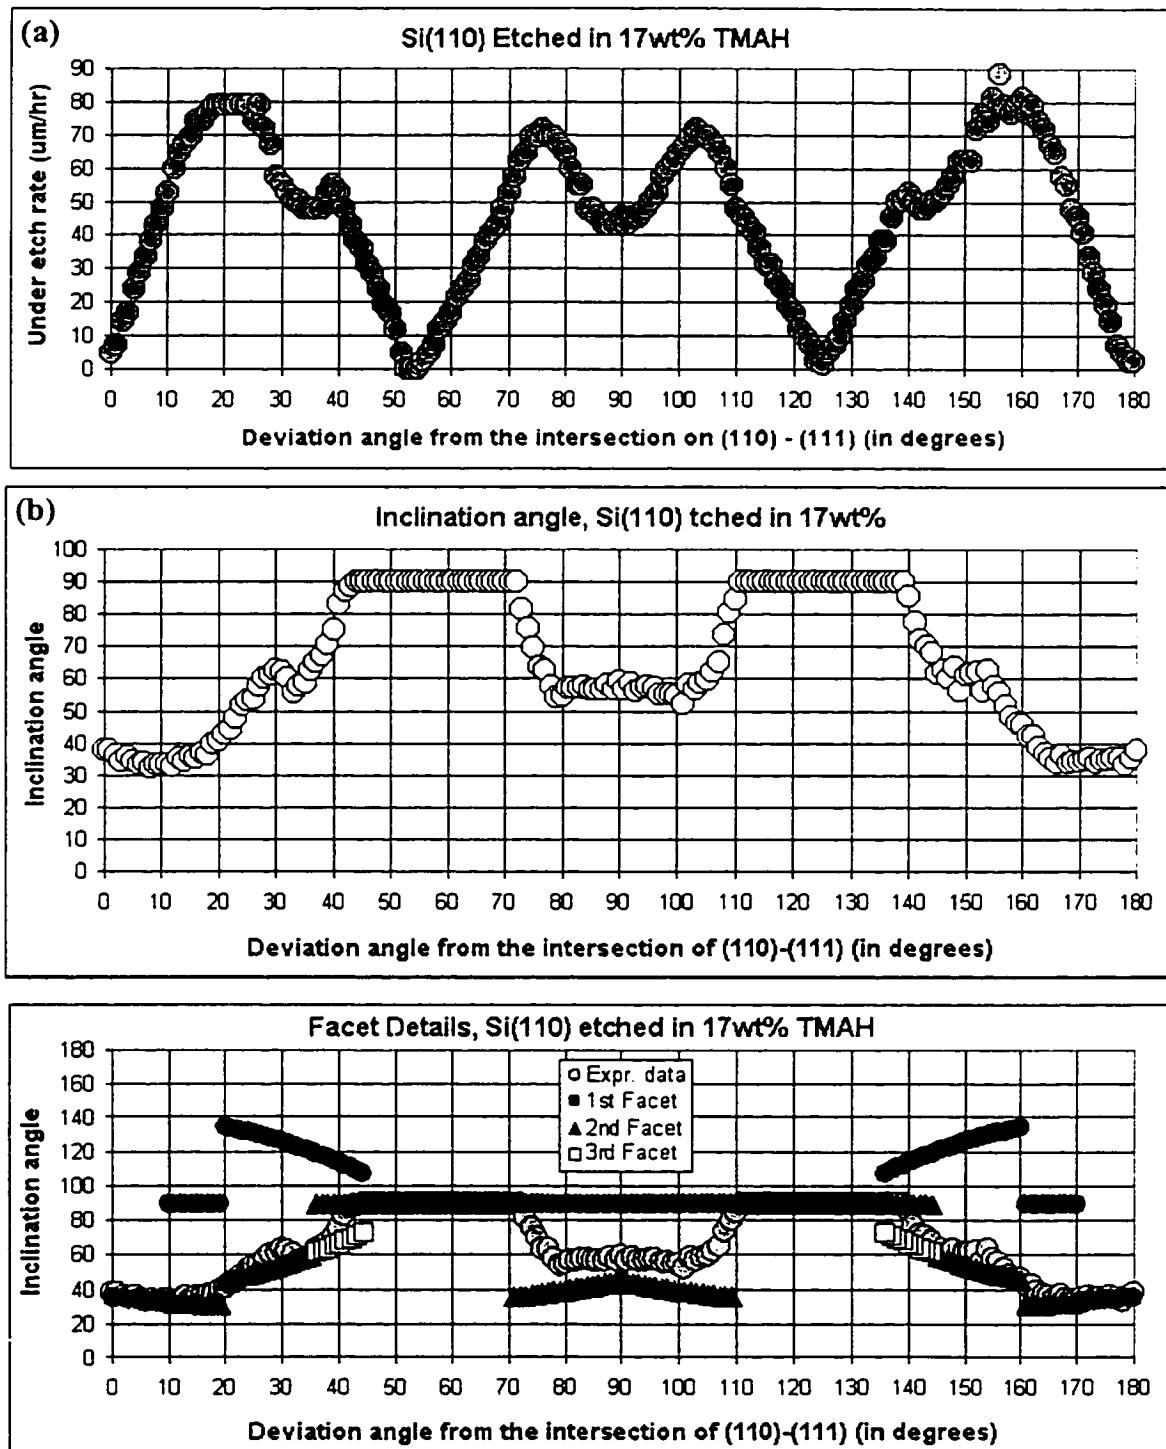 (a)
Si(110) Etched in 17wt% TMAH
Under etch rate (um/hr)
90
80
70
60
50
40
30
20
10
0
0 10 20 30 40 50 60 70 80 90 100 110 120 130 140 150 160 170 180
Deviation angle from the intersection on (110) - (111) (in degrees)
(b)
Inclination angle, Si(110) tched in 17wt%
Inclination angle
100
90
80
70
60
50
40
30
20
10
0
0 10 20 30 40 50 60 70 80 90 100 110 120 130 140 150 160 170 180
Deviation angle from the intersection of (110)-(111) (in degrees)
Facet Details, Si(110) etched in 17wt% TMAH
Inclination angle
180
160
140
120
100
80
60
40
20
0
Expr. data
1st Facet
2nd Facet
3rd Facet
0 10 20 30 40 50 60 70 80 90 100 110 120 130 140 150 160 170 180
Deviation angle from the intersection of (110)-(111) (in degrees)